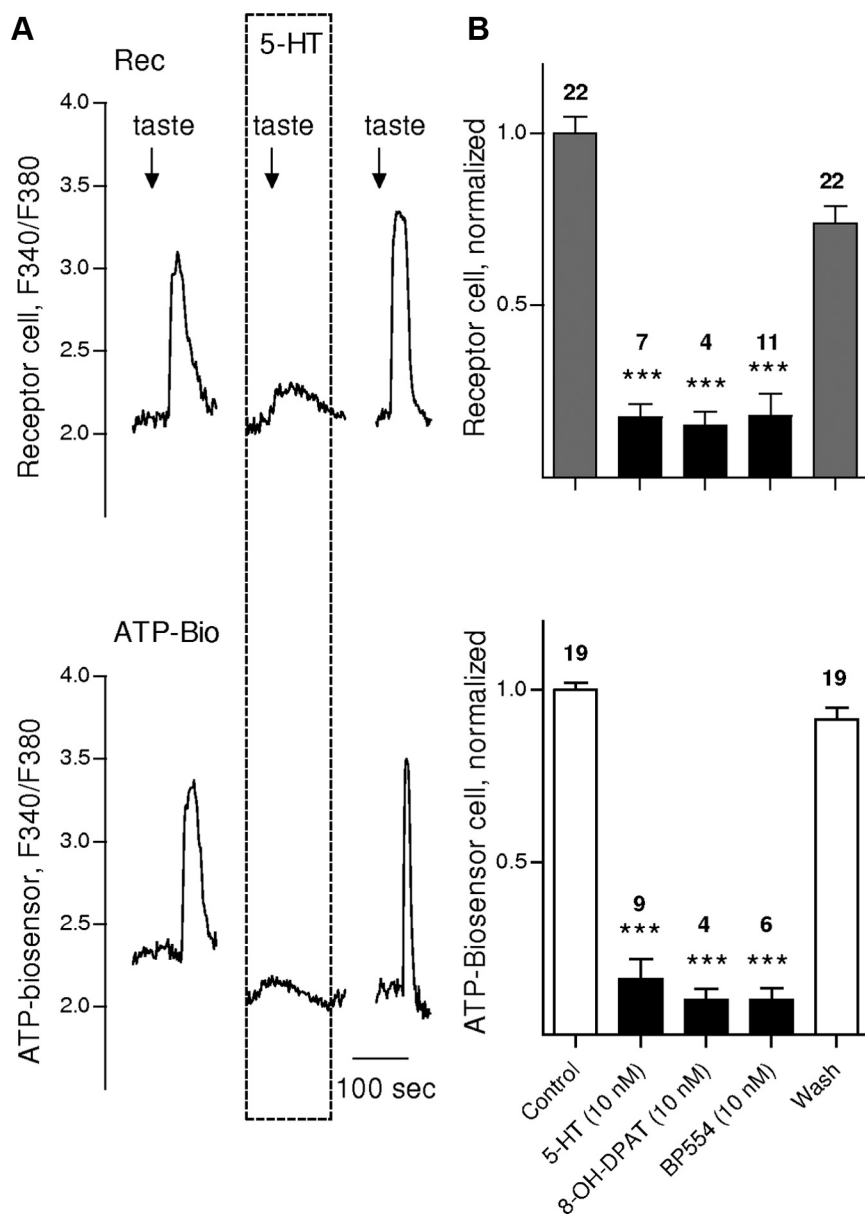 A
B
Rec
5-HT
taste
taste
taste
4.0
3.5
3.0
2.5
2.0
Receptor cell, F340/F380
22
22
7
4
11
***
***
***
1.0
0.5
Receptor cell, normalized
ATP-Bio
4.0
3.5
3.0
2.5
2.0
ATP-biosensor, F340/F380
100 sec
19
19
9
4
6
***
***
***
1.0
0.5
ATP-Biosensor cell, normalized
Control
5-HT (10 nM)
8-OH-DPAT (10 nM)
BP554 (10 nM)
Wash